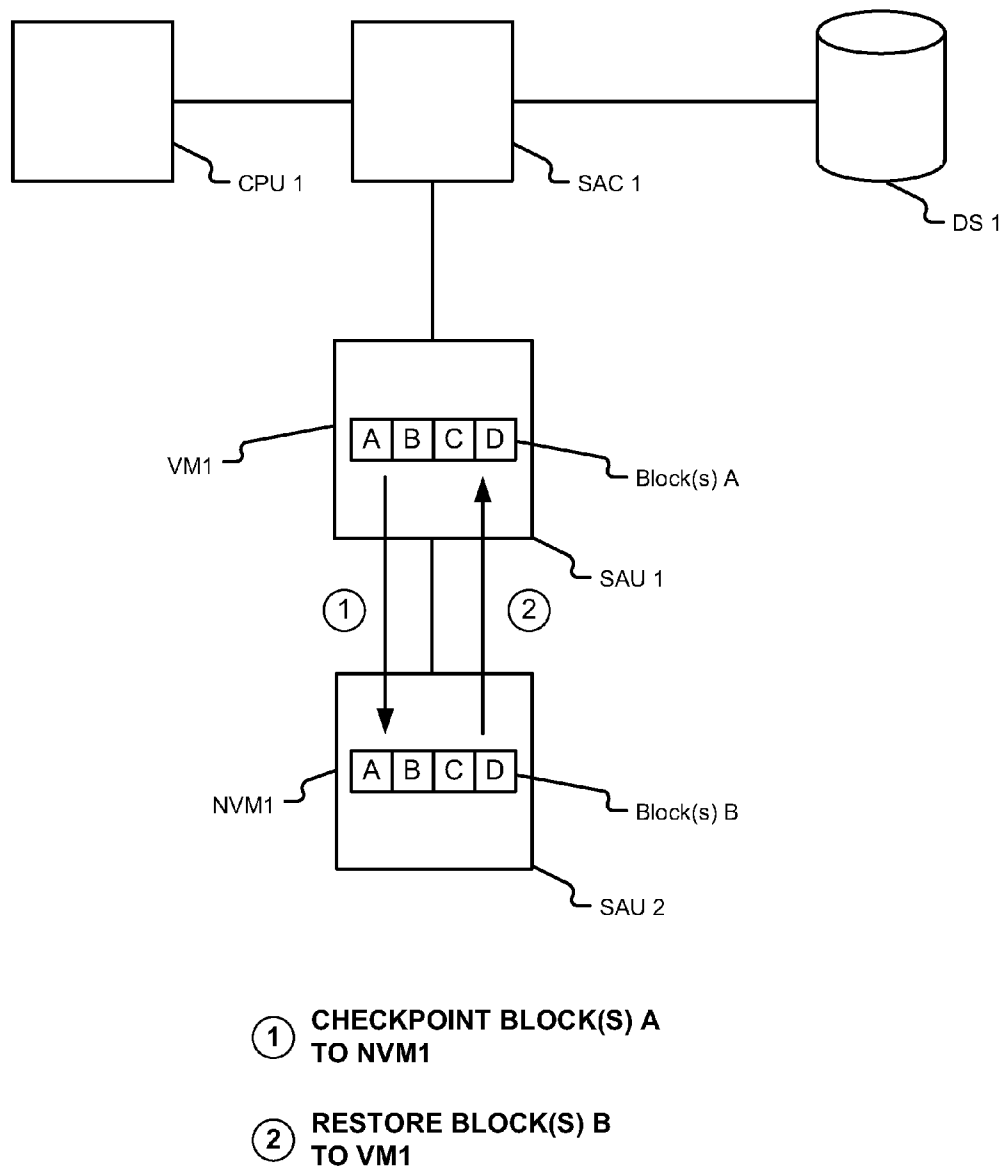 CPU 1
SAC 1
DS 1
A B C D
VM1
Block(s) A
SAU 1
1
2
A B C D
NVM1
Block(s) B
SAU 2
1 CHECKPOINT BLOCK(S) A
TO NVM1
2 RESTORE BLOCK(S) B
TO VM1